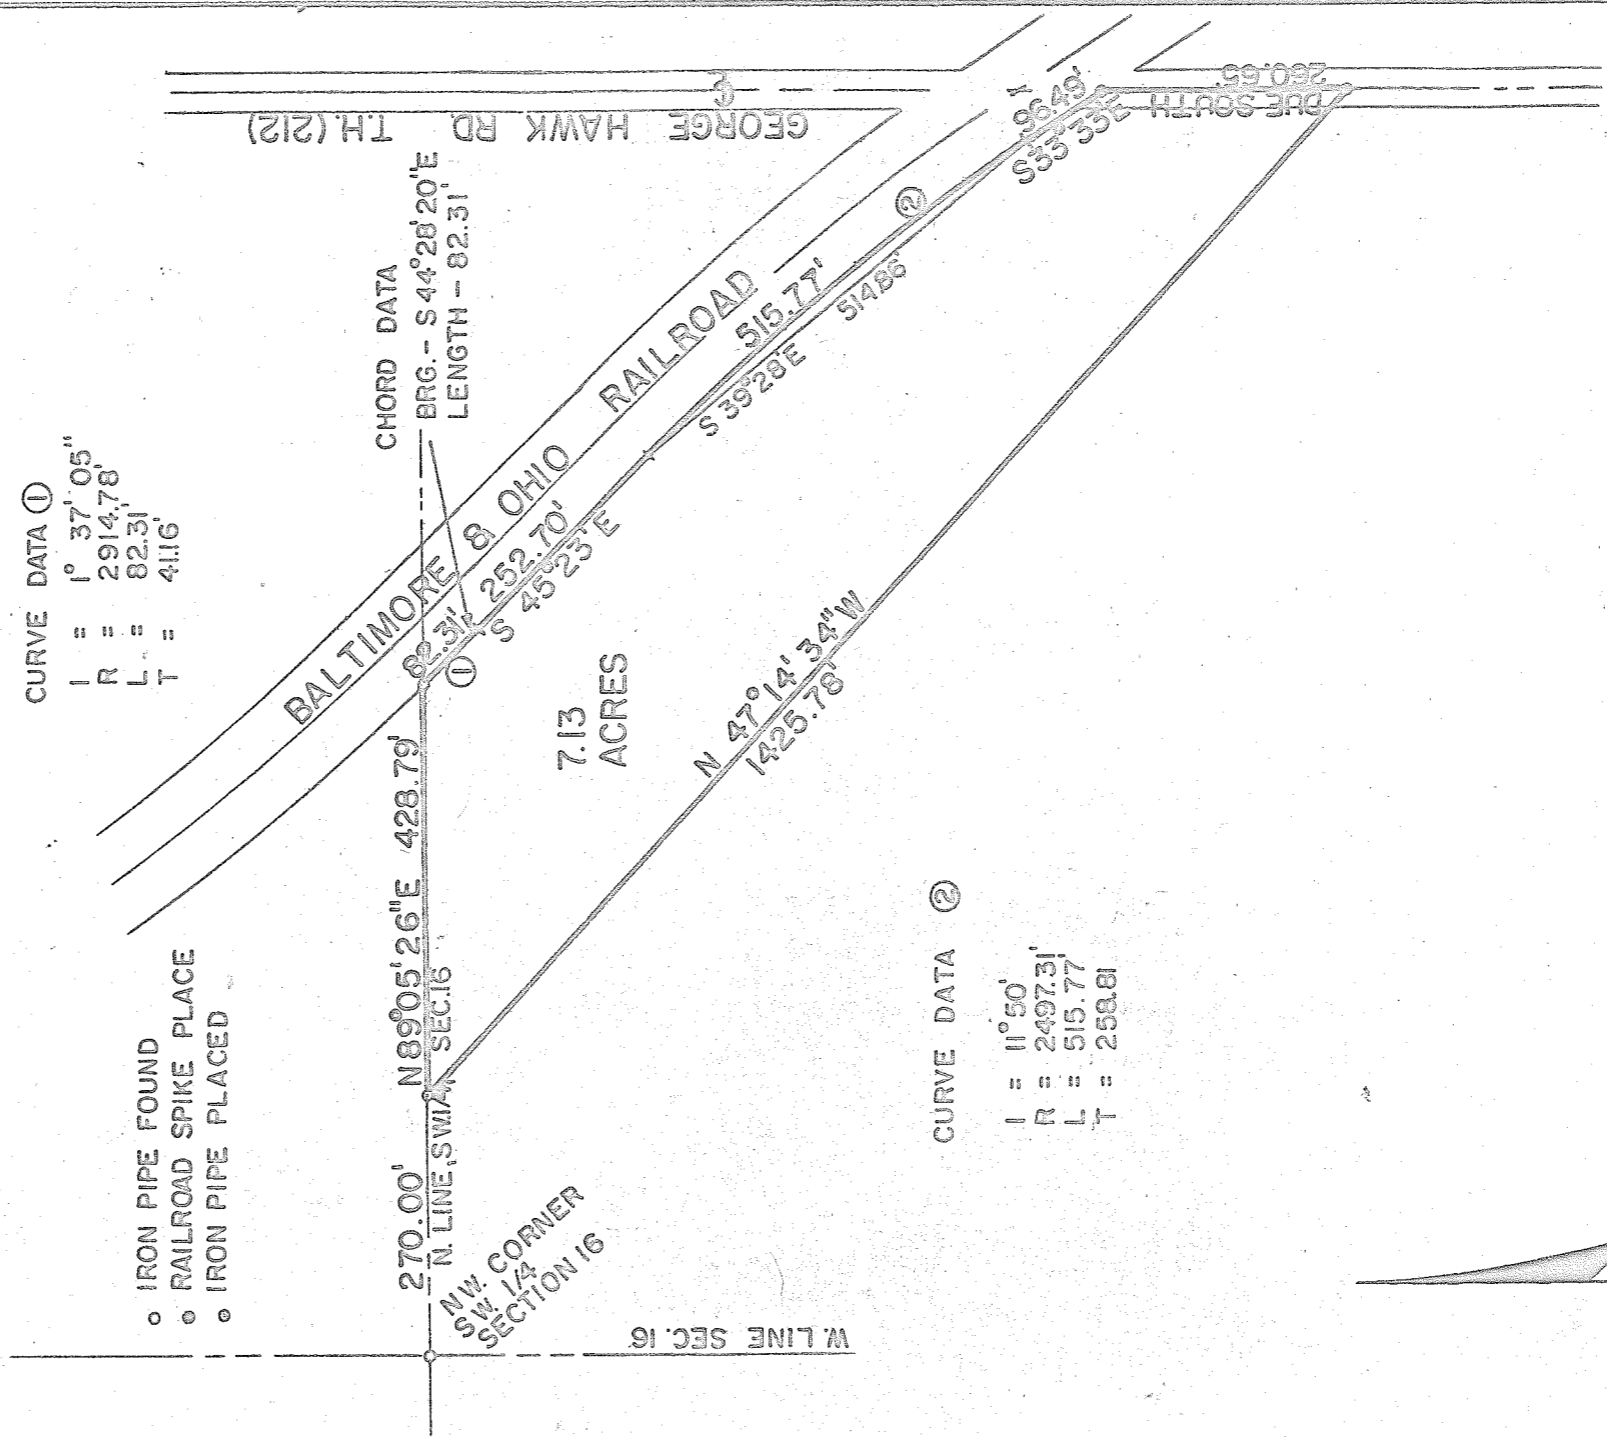 CURVE DATA ①
I = 1° 37' 05"
R = 2914.78'
L = 82.31'
T = 41.16'
CHORD DATA
BRG. - S 44° 28' 20" E
LENGTH - 82.31'
GEORGE HAWK RD. T.H. (212)
BALTIMORE & OHIO RAILROAD
IRON PIPE FOUND
RAILROAD SPIKE PLACE
IRON PIPE PLACED
270.00'
N. LINE, SW.1/4, SEC.16
N 89° 05' 26" E 428.79'
82.31'
①
252.70'
S 45° 23' E
515.77'
②
S 39° 28' E
514.86'
96.49'
S 33° 33' E
DUE SOUTH
260.65'
N 47° 14' 34" W
1425.78'
7.13
ACRES
N.W. CORNER
S.W. 1/4
SECTION 16
W. LINE SEC. 16
CURVE DATA ②
I = 11° 50'
R = 2497.31'
L = 515.77
T = 258.81